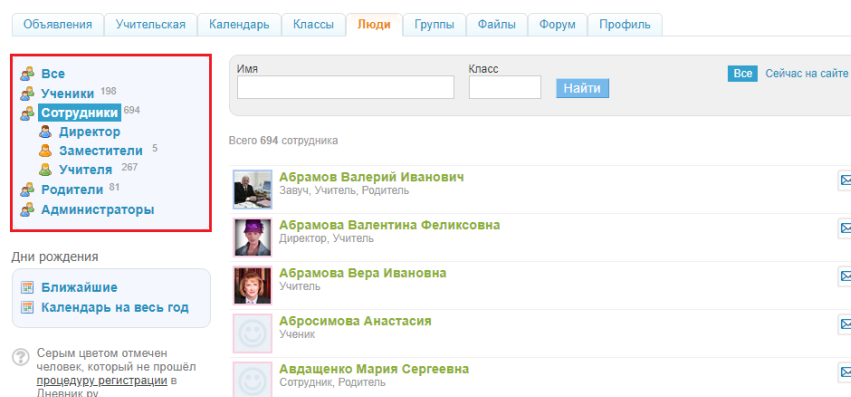 Объявления Учительская Календарь Классы Люди Группы Файлы Форум Профиль
Все
Ученики 198
Сотрудники 694
Директор
Заместители 5
Учителя 267
Родители 81
Администраторы
Дни рождения
Ближайшие
Календарь на весь год
Серым цветом отмечен
человек, который не прошёл
процедуру регистрации в
Дневник.ру
Имя Класс
Найти
Все Сейчас на сайте
Всего 694 сотрудника
Абрамов Валерий Иванович
Завуч, Учитель, Родитель
Абрамова Валентина Феликсовна
Директор, Учитель
Абрамова Вера Ивановна
Учитель
Абросимова Анастасия
Ученик
Авдащенко Мария Сергеевна
Сотрудник, Родитель